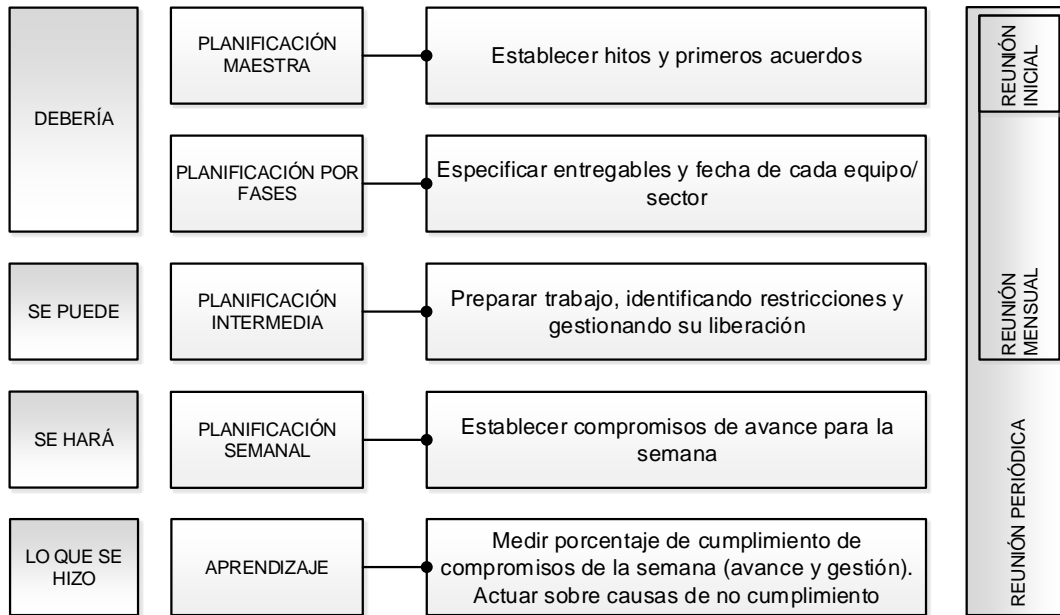 DEBERÍA
PLANIFICACIÓN
MAESTRA
Establecer hitos y primeros acuerdos
PLANIFICACIÓN POR
FASES
Especificar entregables y fecha de cada equipo/
sector
SE PUEDE
PLANIFICACIÓN
INTERMEDIA
Preparar trabajo, identificando restricciones y
gestionando su liberación
SE HARÁ
PLANIFICACIÓN
SEMANAL
Establecer compromisos de avance para la
semana
LO QUE SE
HIZO
APRENDIZAJE
Medir porcentaje de cumplimiento de
compromisos de la semana (avance y gestión).
Actuar sobre causas de no cumplimiento
REUNIÓN
INICIAL
REUNIÓN
MENSUAL
REUNIÓN PERIÓDICA